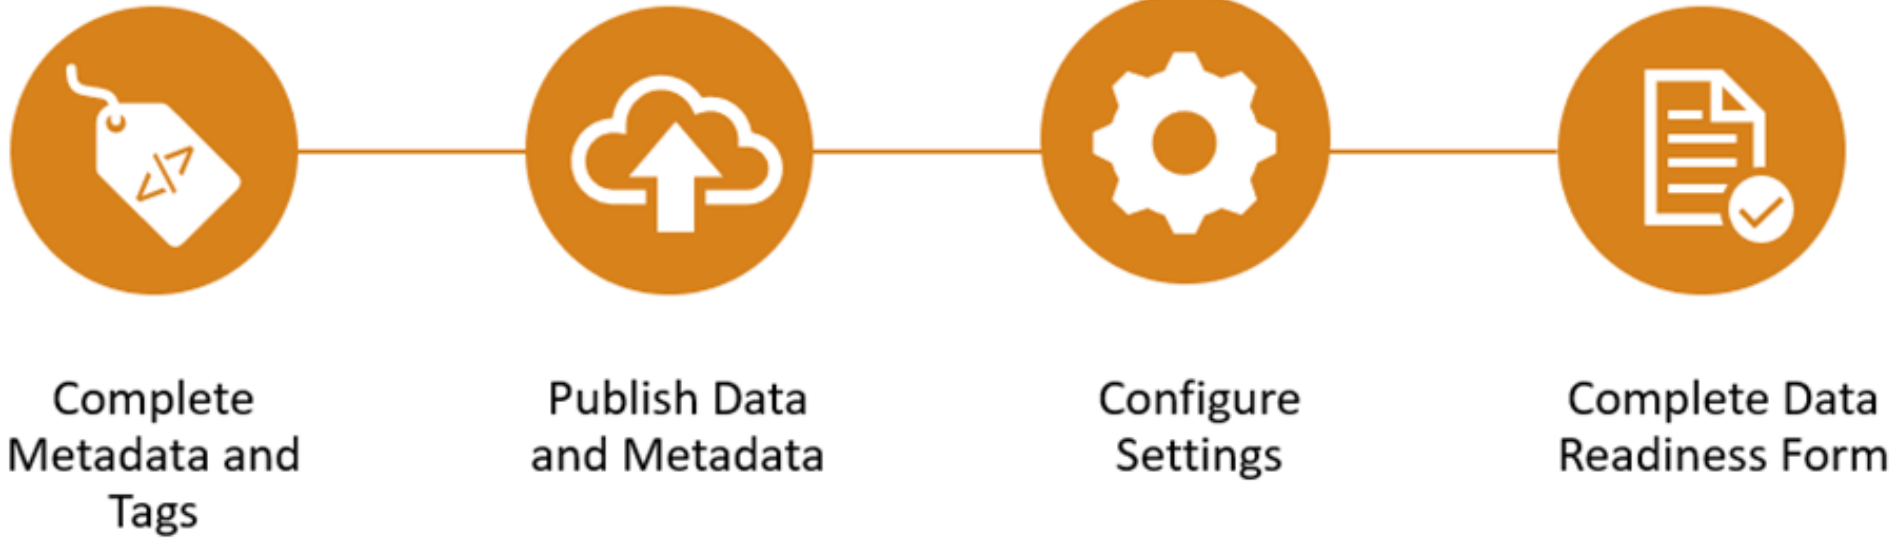 Complete
Metadata and
Tags
Publish Data
and Metadata
Configure
Settings
Complete Data
Readiness Form